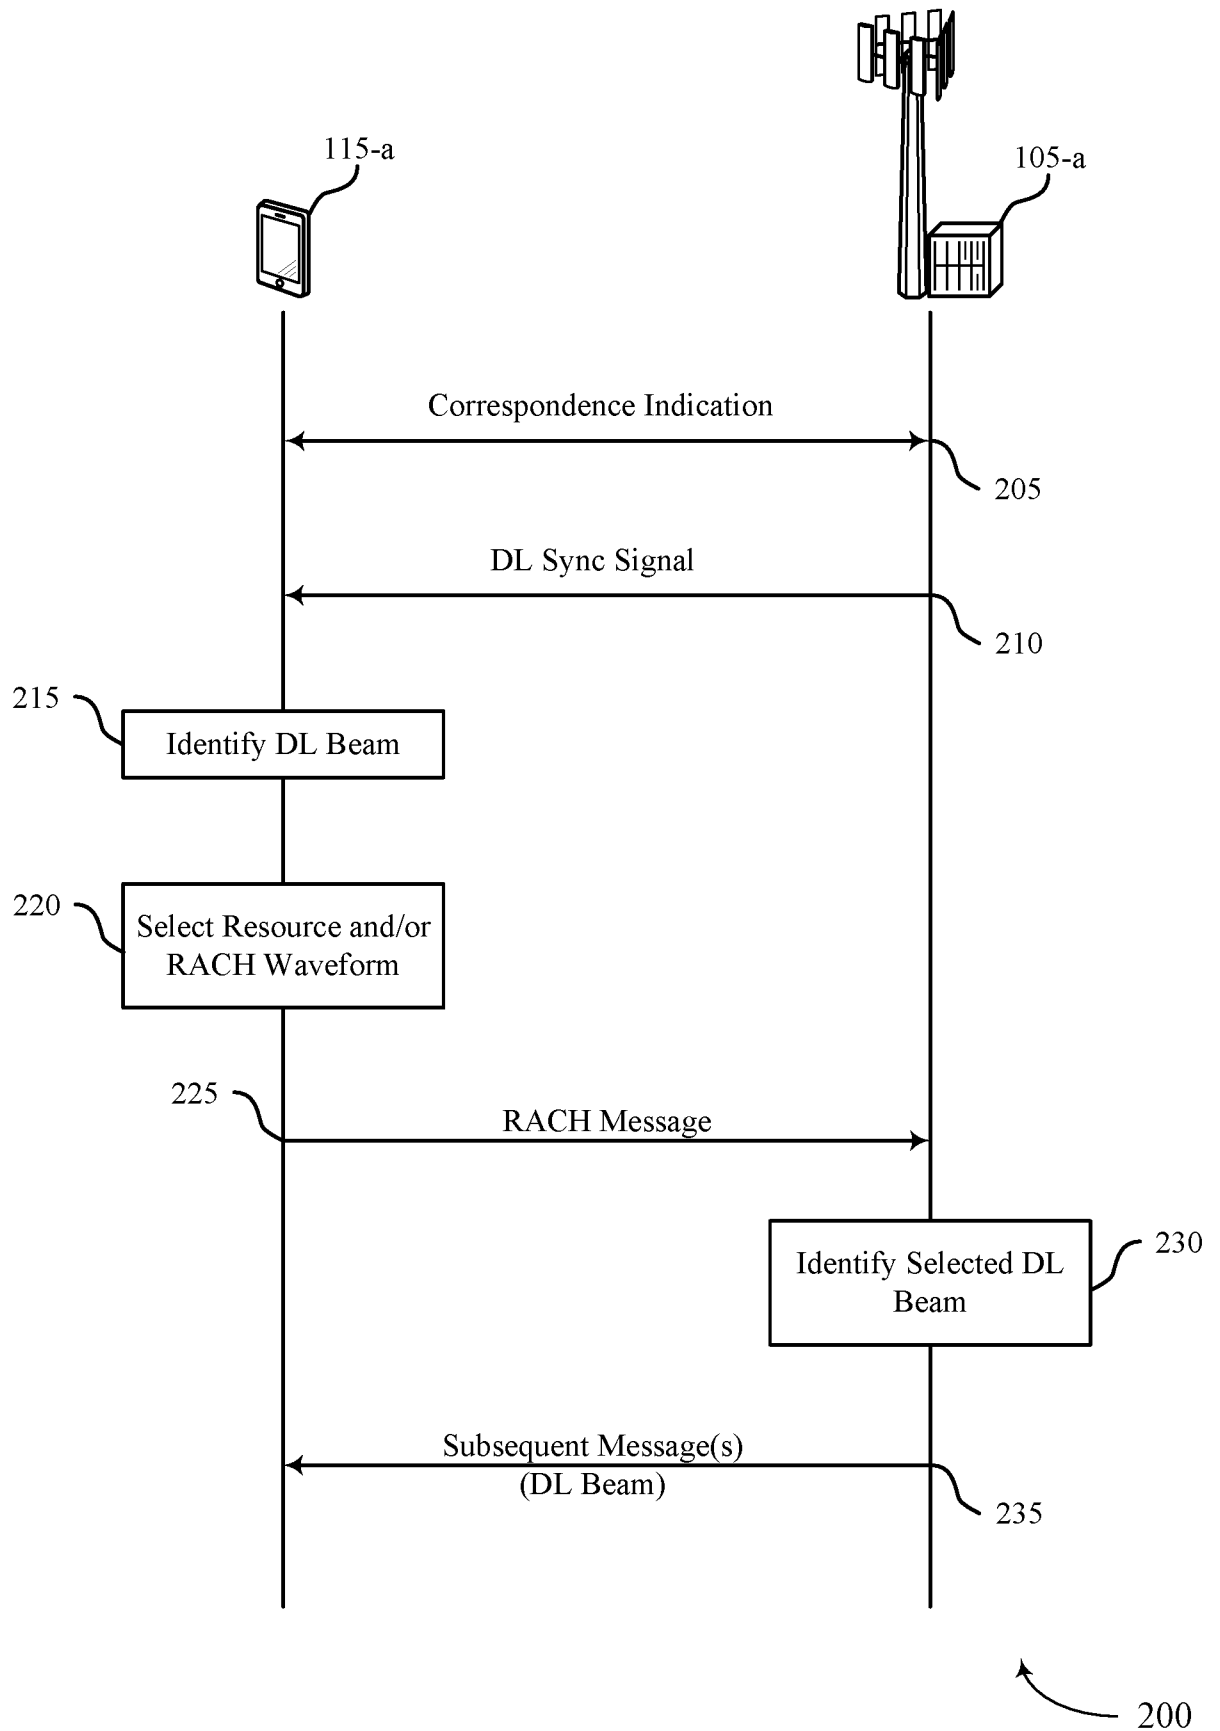 115-a
105-a
Correspondence Indication
205
DL Sync Signal
210
215
Identify DL Beam
220
Select Resource and/or
RACH Waveform
225
RACH Message
230
Identify Selected DL
Beam
Subsequent Message(s)
(DL Beam)
235
200